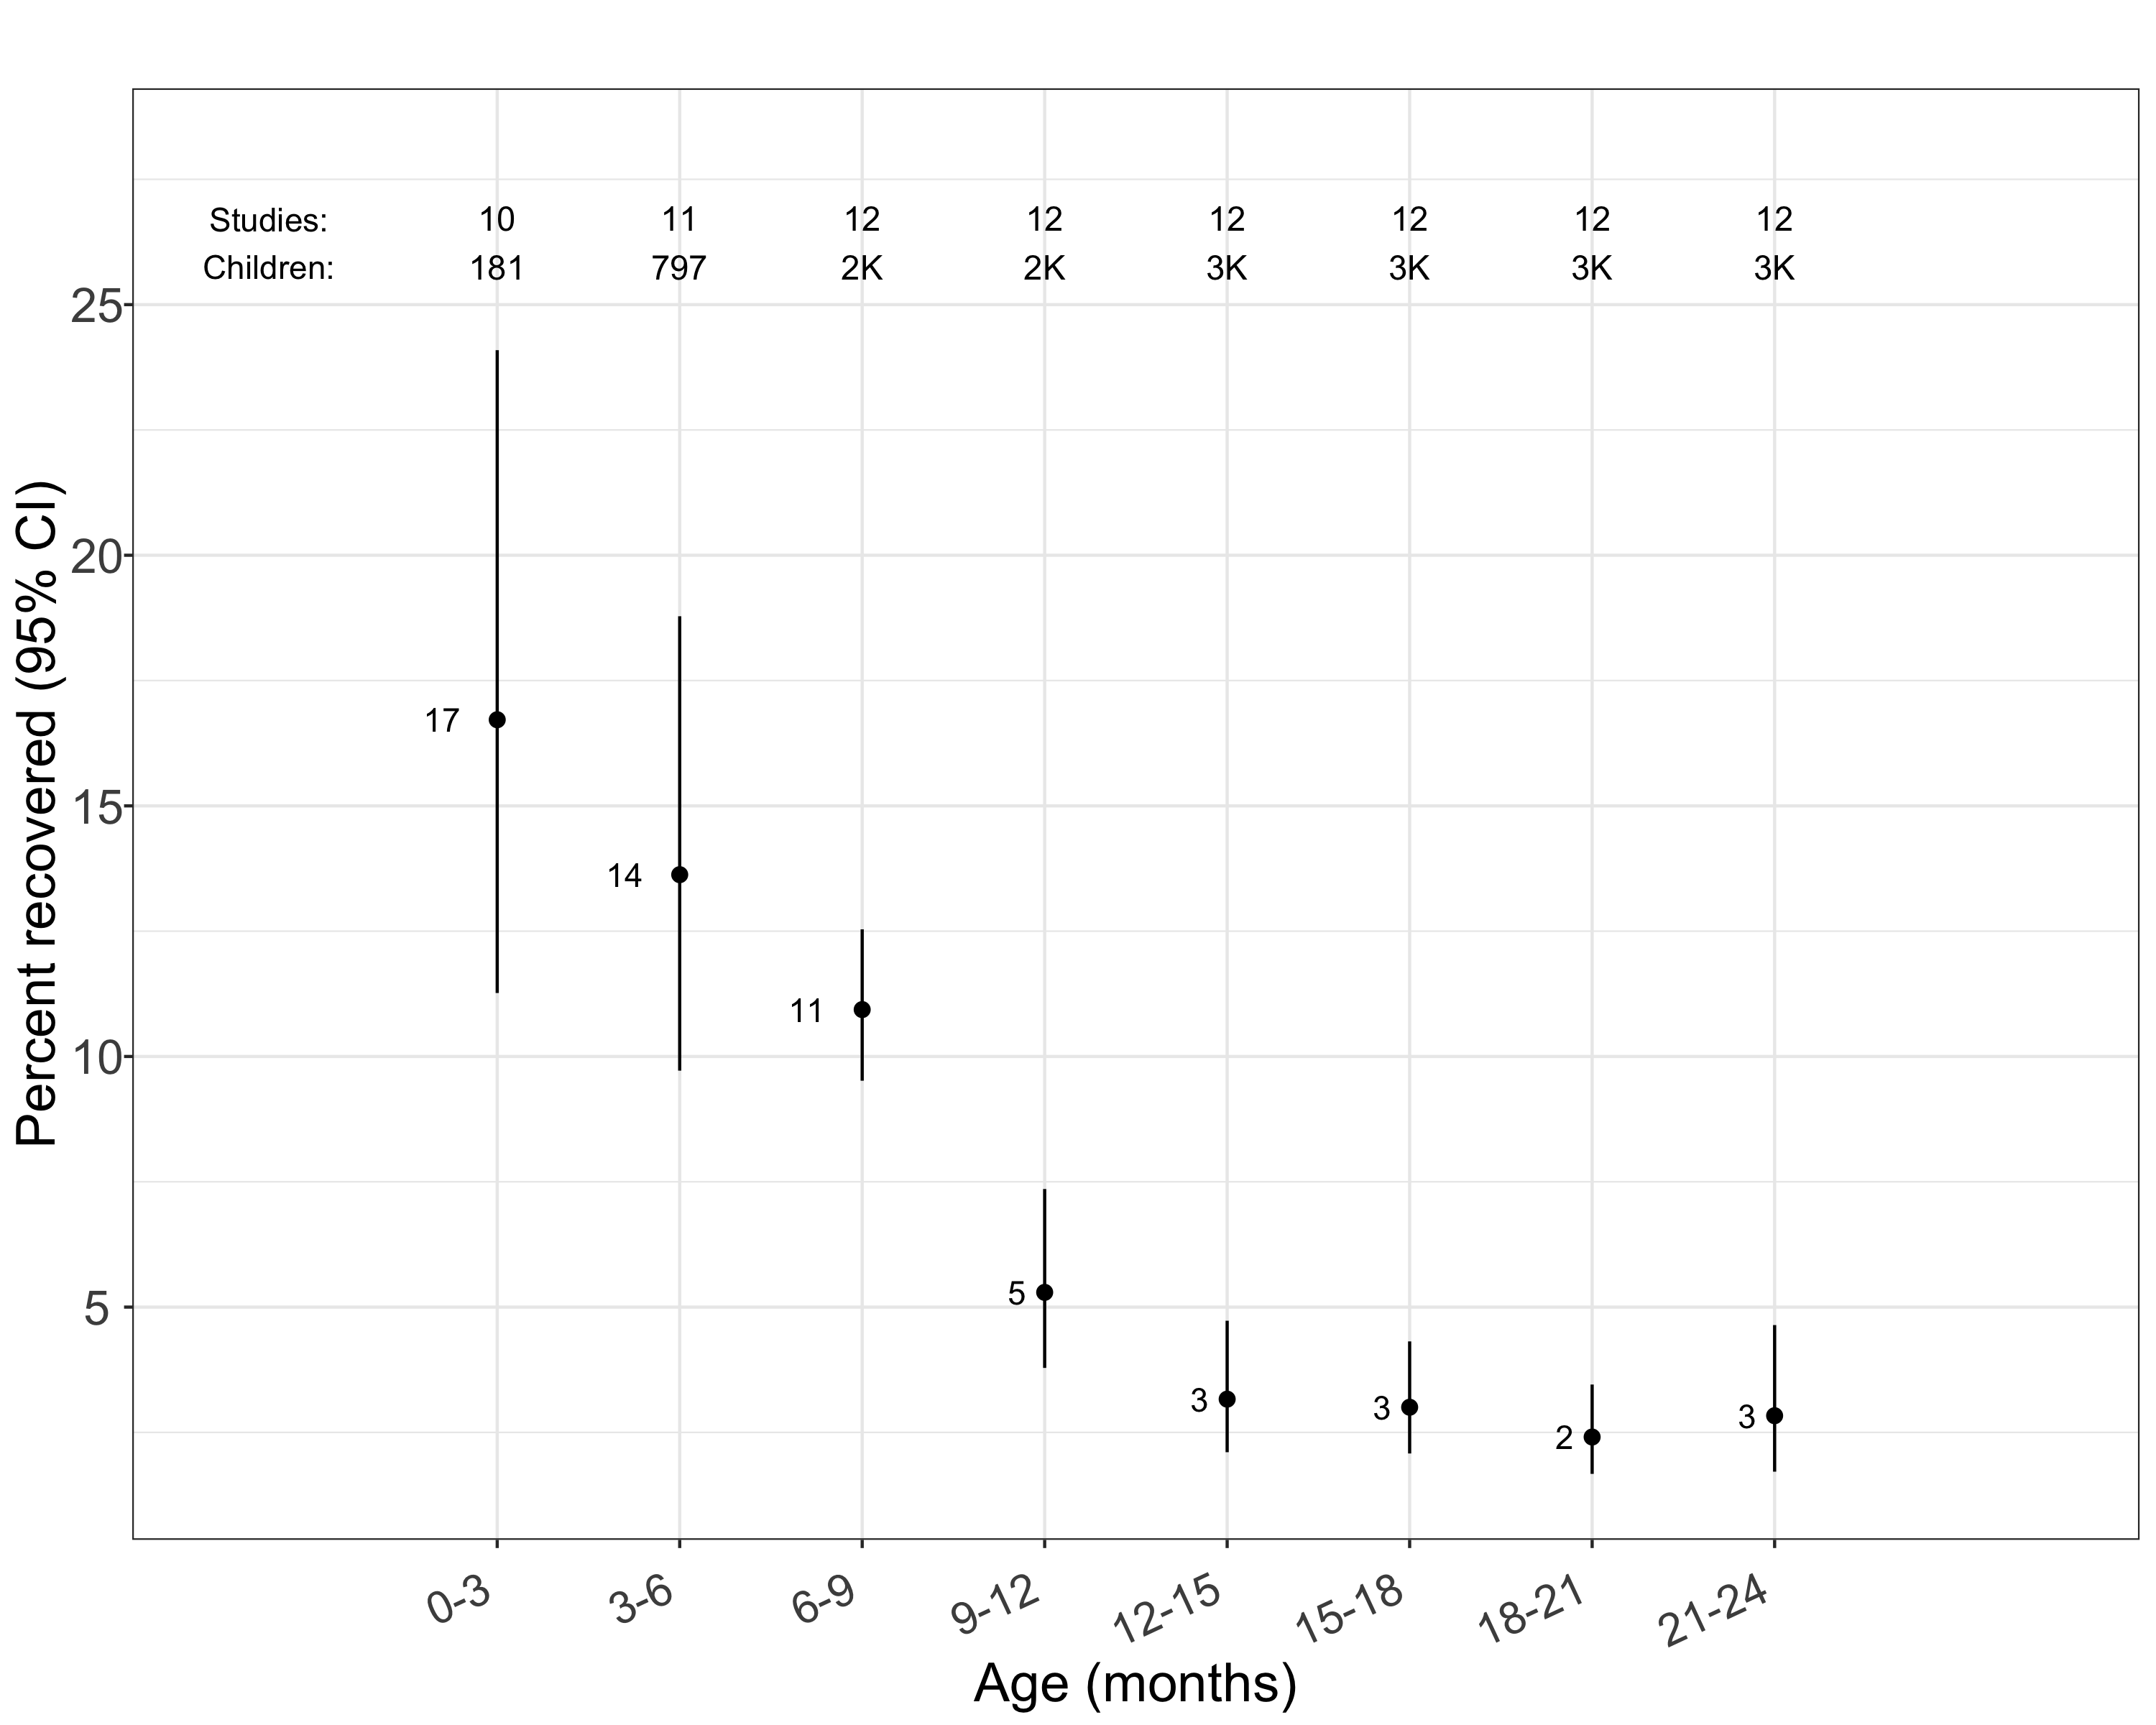 Studies: 10 11 12 12 12 12 12 12
Children: 181 797 2K 2K 3K 3K 3K 3K
25
20
17
15
14
11
10
5
5
3
3
2
3
Percent recovered (95% CI)
0-3 3-6 6-9 9-12 12-15 15-18 18-21 21-24
Age (months)